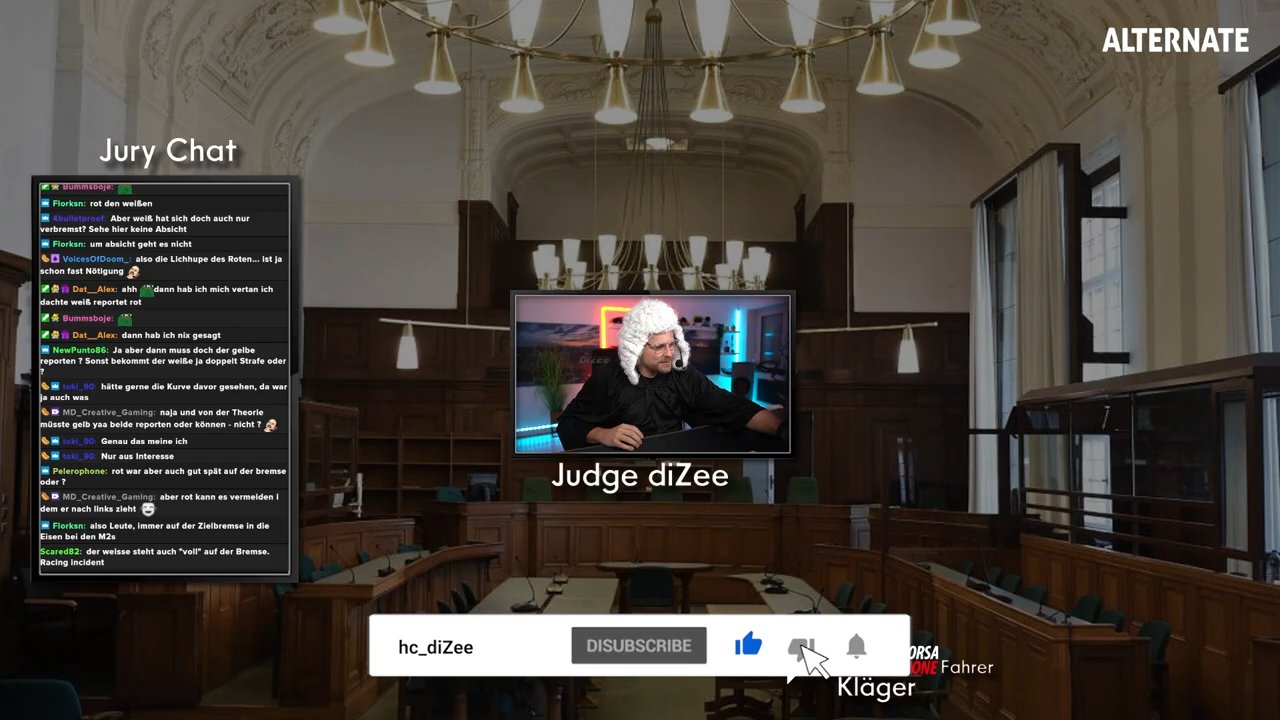 ALTERNATE
Jury Chat
Bummsboje:
Florksn: rot den weißen
4bulletproof: Aber weiß hat sich doch auch nur
verbremst? Sehe hier keine Absicht
Florksn: um absicht geht es nicht
VoicesOfDoom_: also die Lichhupe des Roten... ist ja
schon fast Nötigung
Dat__Alex: ahh dann hab ich mich vertan ich
dachte weiß reportet rot
Bummsboje:
Dat__Alex: dann hab ich nix gesagt
NewPunto86: Ja aber dann muss doch der gelbe
reporten ? Sonst bekommt der weiße ja doppelt Strafe oder
?
toki_90: hätte gerne die Kurve davor gesehen, da war
ja auch was
MD_Creative_Gaming: naja und von der Theorie
müsste gelb yaa beide reporten oder können - nicht ?
toki_90: Genau das meine ich
toki_90: Nur aus Interesse
Pelerophone: rot war aber auch gut spät auf der bremse
oder ?
MD_Creative_Gaming: aber rot kann es vermeiden i
dem er nach links zieht
Florksn: also Leute, immer auf der Zielbremse in die
Eisen bei den M2s
Scared82: der weisse steht auch "voll" auf der Bremse.
Racing incident
Judge diZee
hc_diZee
DISUBSCRIBE
ORSA
ONE Fahrer
Kläger